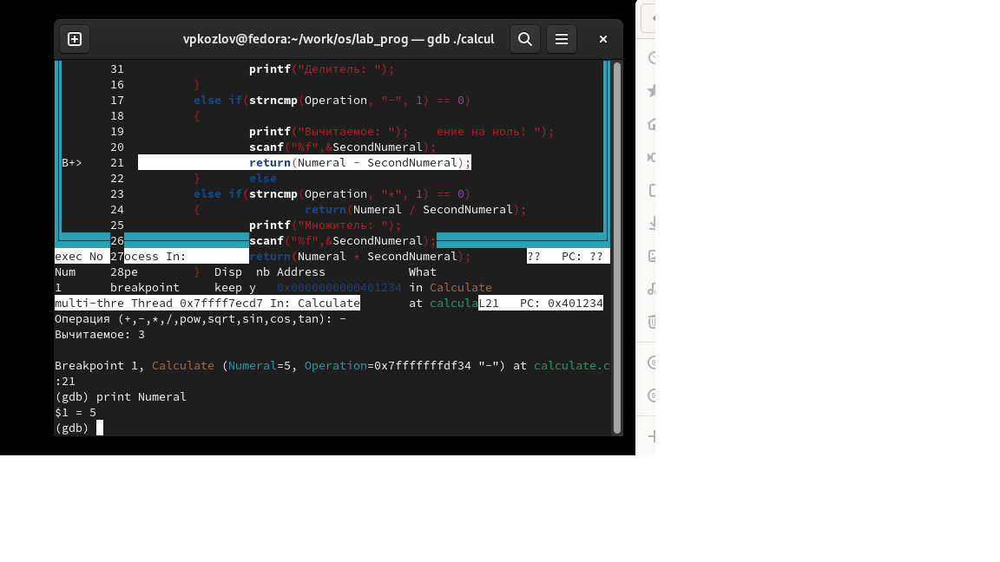 vpkozlov@fedora:~/work/os/lab_prog — gdb ./calcul
31 printf("Делитель: ");
16 }
17 else if(strncmp(Operation, "-", 1) == 0)
18 {
19 printf("Вычитаемое: "); ение на ноль! ");
20 scanf("%f",&SecondNumeral);
B+> 21 return(Numeral - SecondNumeral);
22 } else
23 else if(strncmp(Operation, "*", 1) == 0)
24 { return(Numeral / SecondNumeral);
25 printf("Множитель: ");
26 scanf("%f",&SecondNumeral);
exec No 27ocess In: return(Numeral * SecondNumeral); ?? PC: ??
Num 28pe } Disp nb Address What
1 breakpoint keep y 0x0000000000401234 in Calculate
multi-thre Thread 0x7ffff7ecd7 In: Calculate at calculaL21 PC: 0x401234
Операция (+,-,*,/,pow,sqrt,sin,cos,tan): -
Вычитаемое: 3
Breakpoint 1, Calculate (Numeral=5, Operation=0x7fffffffdf34 "-") at calculate.c
:21
(gdb) print Numeral
$1 = 5
(gdb)